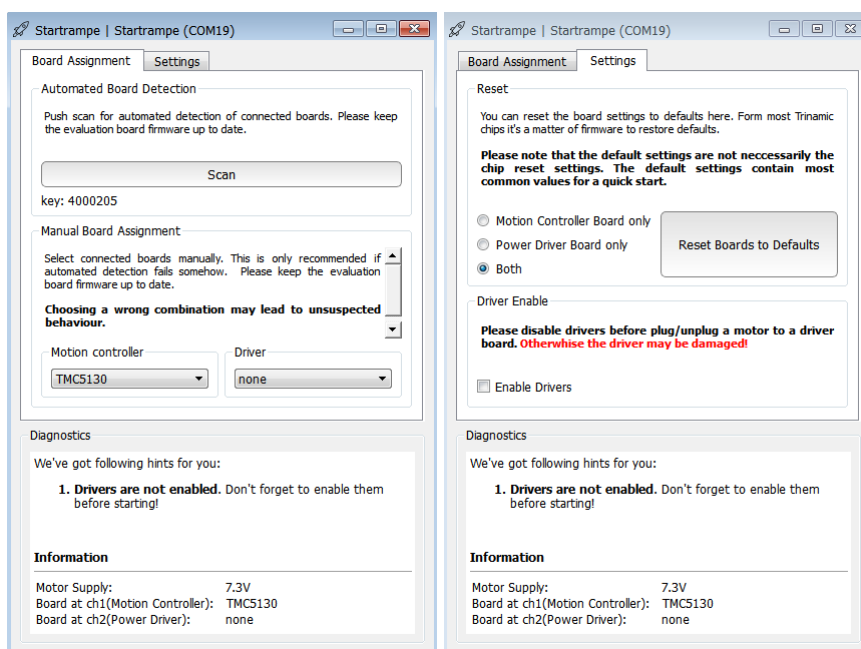 Startrampe | Startrampe (COM19)
Board Assignment
Settings
Automated Board Detection
Push scan for automated detection of connected boards. Please keep
the evaluation board firmware up to date.
Scan
key: 4000205
Manual Board Assignment
Select connected boards manually. This is only recommended if
automated detection fails somehow. Please keep the evaluation
board firmware up to date.
Choosing a wrong combination may lead to unsuspected
behaviour.
Motion controller
Driver
TMC5130
none
Diagnostics
We've got following hints for you:
1. Drivers are not enabled. Don't forget to enable them
before starting!
Information
Motor Supply: 7.3V
Board at ch1(Motion Controller): TMC5130
Board at ch2(Power Driver): none
Startrampe | Startrampe (COM19)
Board Assignment
Settings
Reset
You can reset the board settings to defaults here. Form most Trinamic
chips it's a matter of firmware to restore defaults.
Please note that the default settings are not neccessarily the
chip reset settings. The default settings contain most
common values for a quick start.
Motion Controller Board only
Power Driver Board only
Both
Reset Boards to Defaults
Driver Enable
Please disable drivers before plug/unplug a motor to a driver
board. Otherwhise the driver may be damaged!
Enable Drivers
Diagnostics
We've got following hints for you:
1. Drivers are not enabled. Don't forget to enable them
before starting!
Information
Motor Supply: 7.3V
Board at ch1(Motion Controller): TMC5130
Board at ch2(Power Driver): none